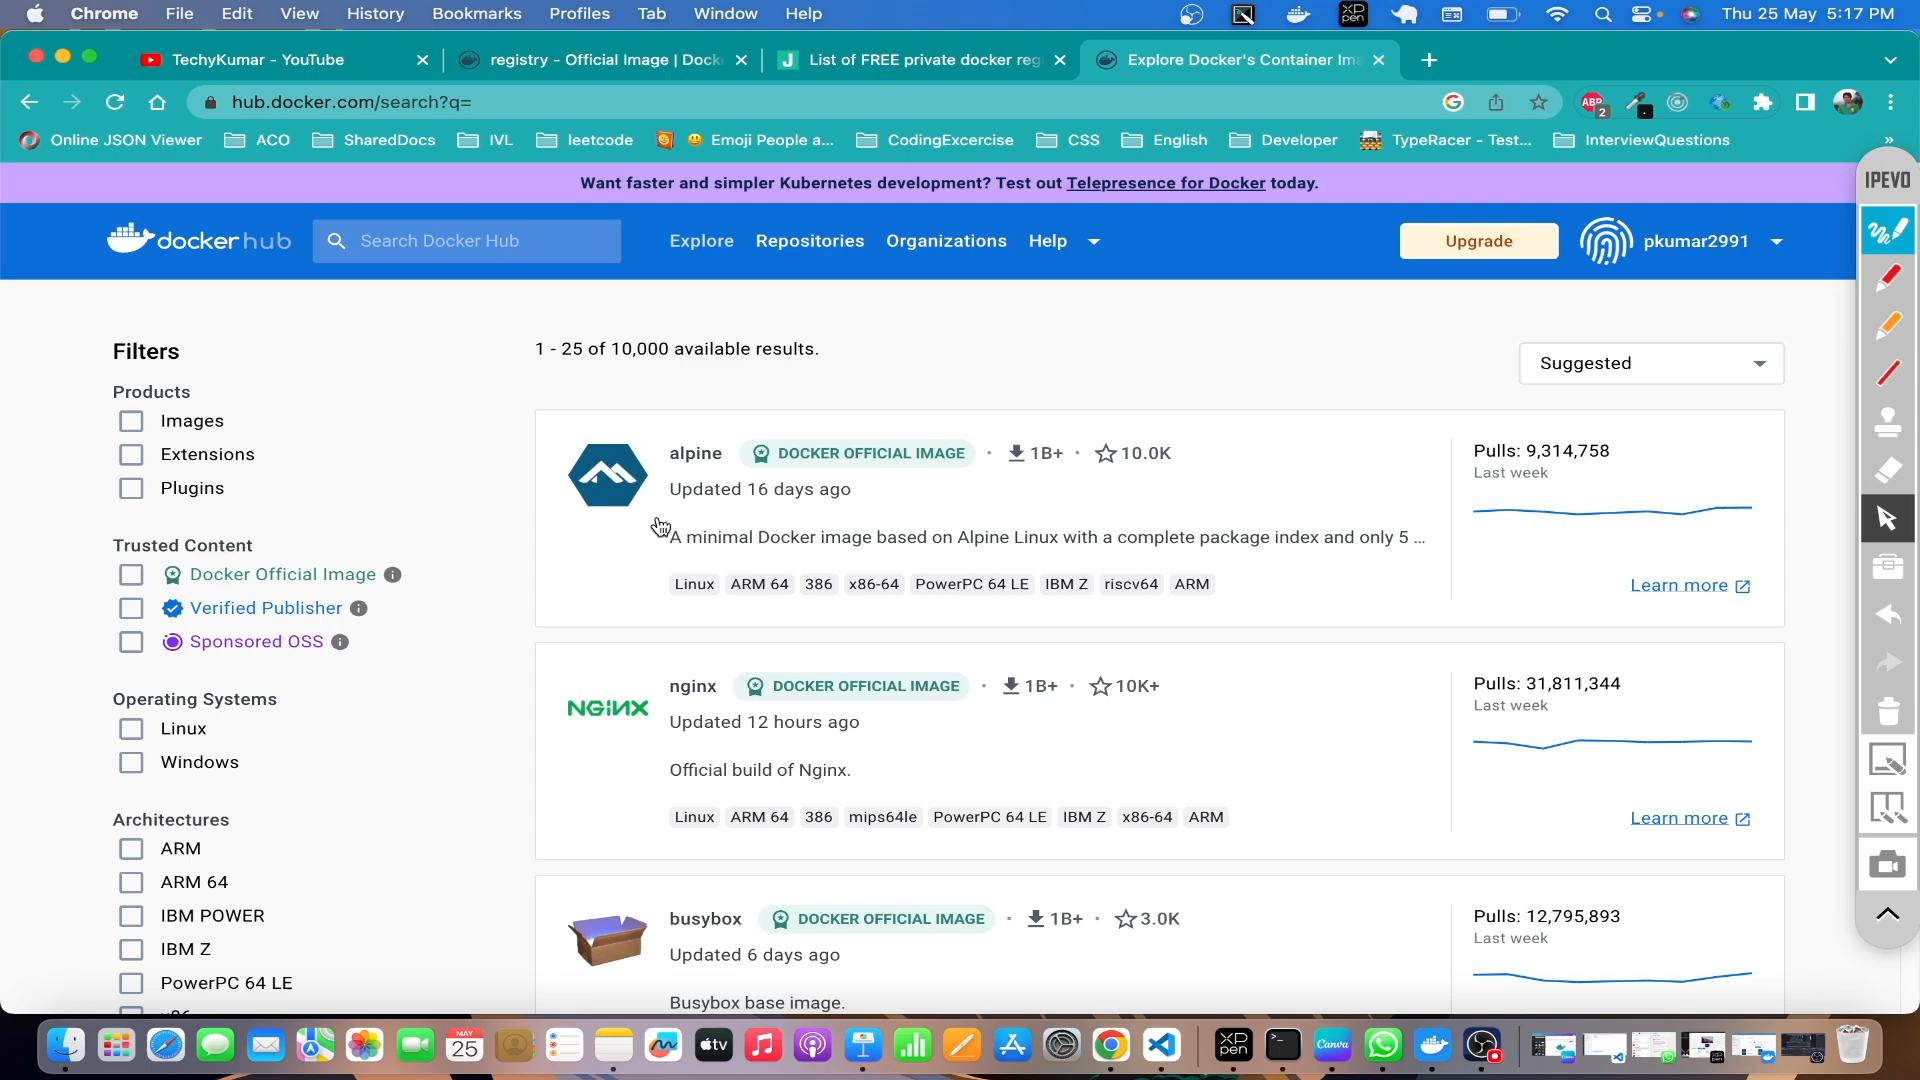 Chrome File Edit View History Bookmarks Profiles Tab Window Help XP pen Thu 25 May 5:17 PM
TechyKumar - YouTube registry - Official Image | Dock List of FREE private docker reg Explore Docker's Container Ima
hub.docker.com/search?q= ABP 2
Online JSON Viewer ACO SharedDocs IVL leetcode Emoji People a... CodingExcercise CSS English Developer TypeRacer - Test... InterviewQuestions »
IPEVO
Want faster and simpler Kubernetes development? Test out Telepresence for Docker today.
docker hub Search Docker Hub Explore Repositories Organizations Help Upgrade pkumar2991
Filters
1 - 25 of 10,000 available results.
Suggested
Products
Images
Extensions
Plugins
Trusted Content
Docker Official Image
Verified Publisher
Sponsored OSS
Operating Systems
Linux
Windows
Architectures
ARM
ARM 64
IBM POWER
IBM Z
PowerPC 64 LE
alpine DOCKER OFFICIAL IMAGE · 1B+ · 10.0K
Updated 16 days ago
A minimal Docker image based on Alpine Linux with a complete package index and only 5 ...
Linux ARM 64 386 x86-64 PowerPC 64 LE IBM Z riscv64 ARM
Pulls: 9,314,758
Last week
Learn more
NGINX
nginx DOCKER OFFICIAL IMAGE · 1B+ · 10K+
Updated 12 hours ago
Official build of Nginx.
Linux ARM 64 386 mips64le PowerPC 64 LE IBM Z x86-64 ARM
Pulls: 31,811,344
Last week
Learn more
busybox DOCKER OFFICIAL IMAGE · 1B+ · 3.0K
Updated 6 days ago
Busybox base image.
Pulls: 12,795,893
Last week
MAY 25 tv XP pen Canva